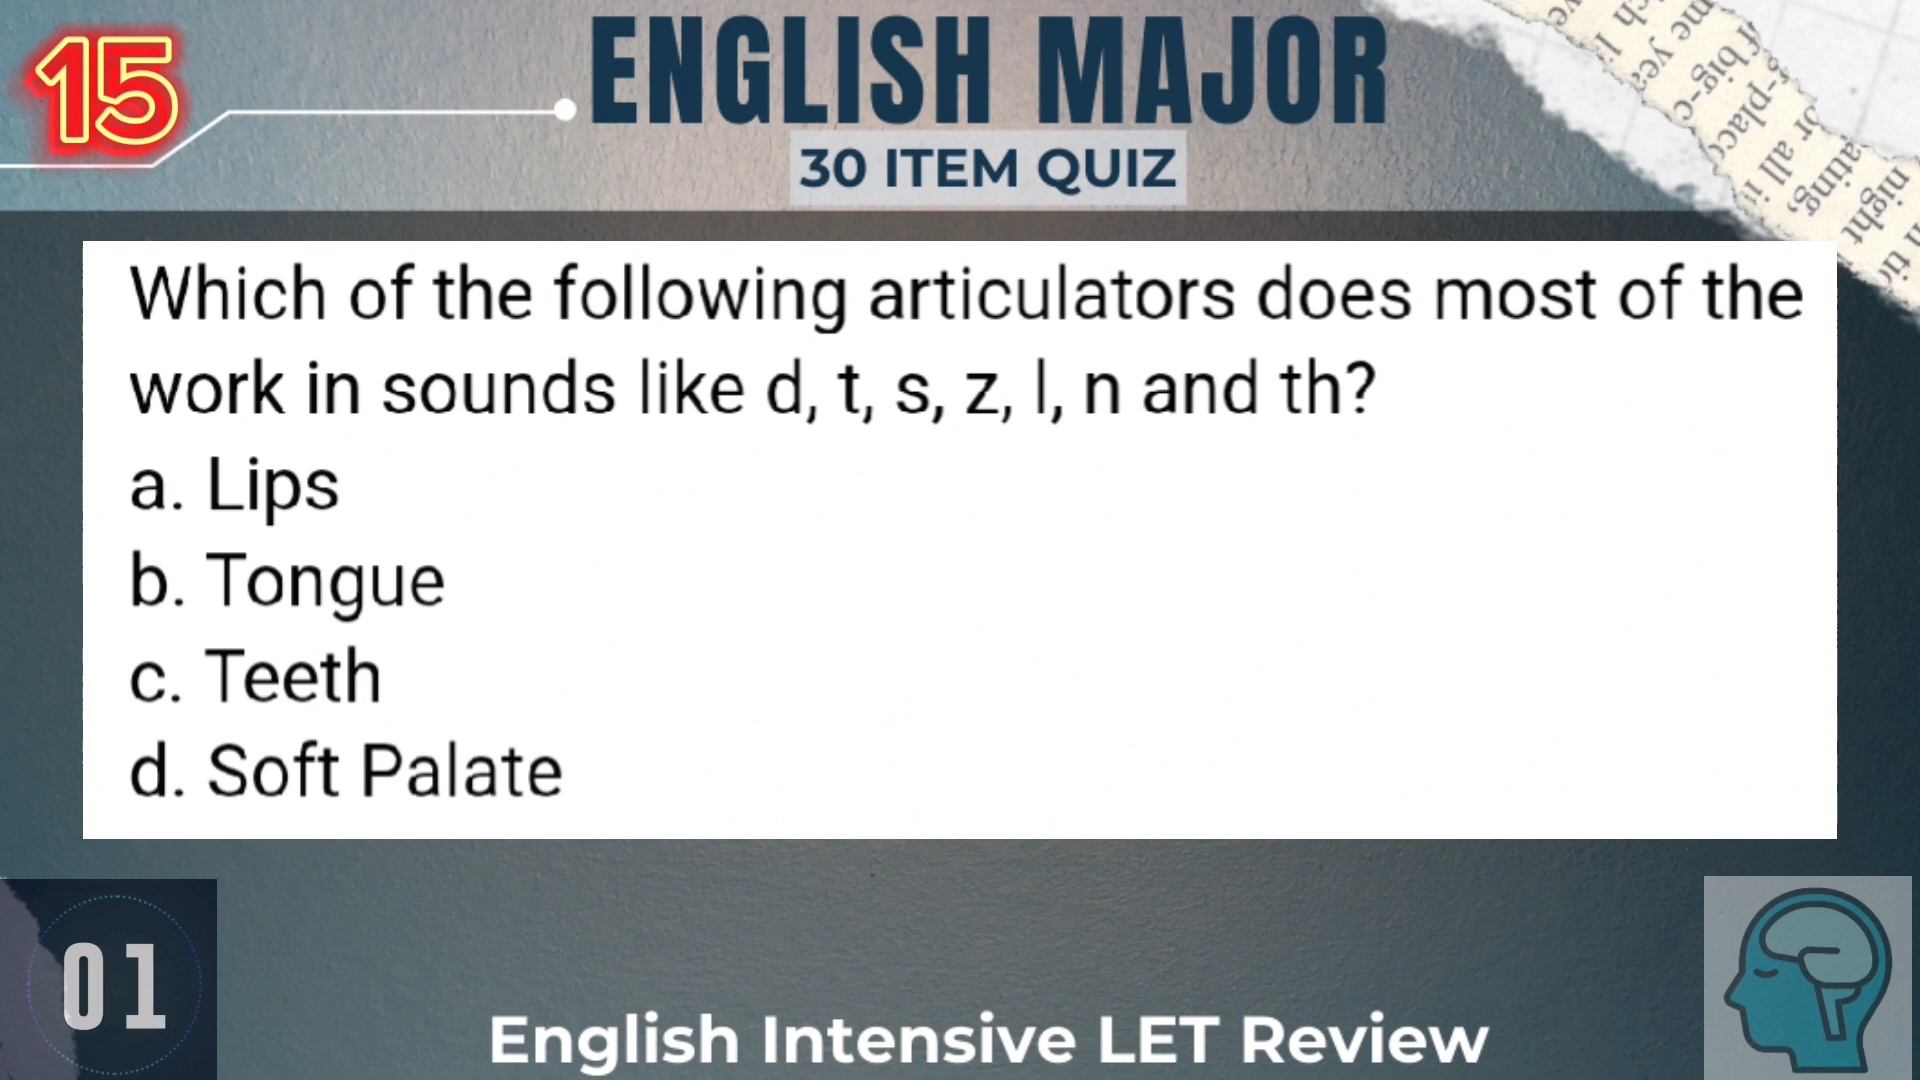 15
ENGLISH MAJOR
30 ITEM QUIZ
Which of the following articulators does most of the
work in sounds like d, t, s, z, l, n and th?
a. Lips
b. Tongue
c. Teeth
d. Soft Palate
01
English Intensive LET Review